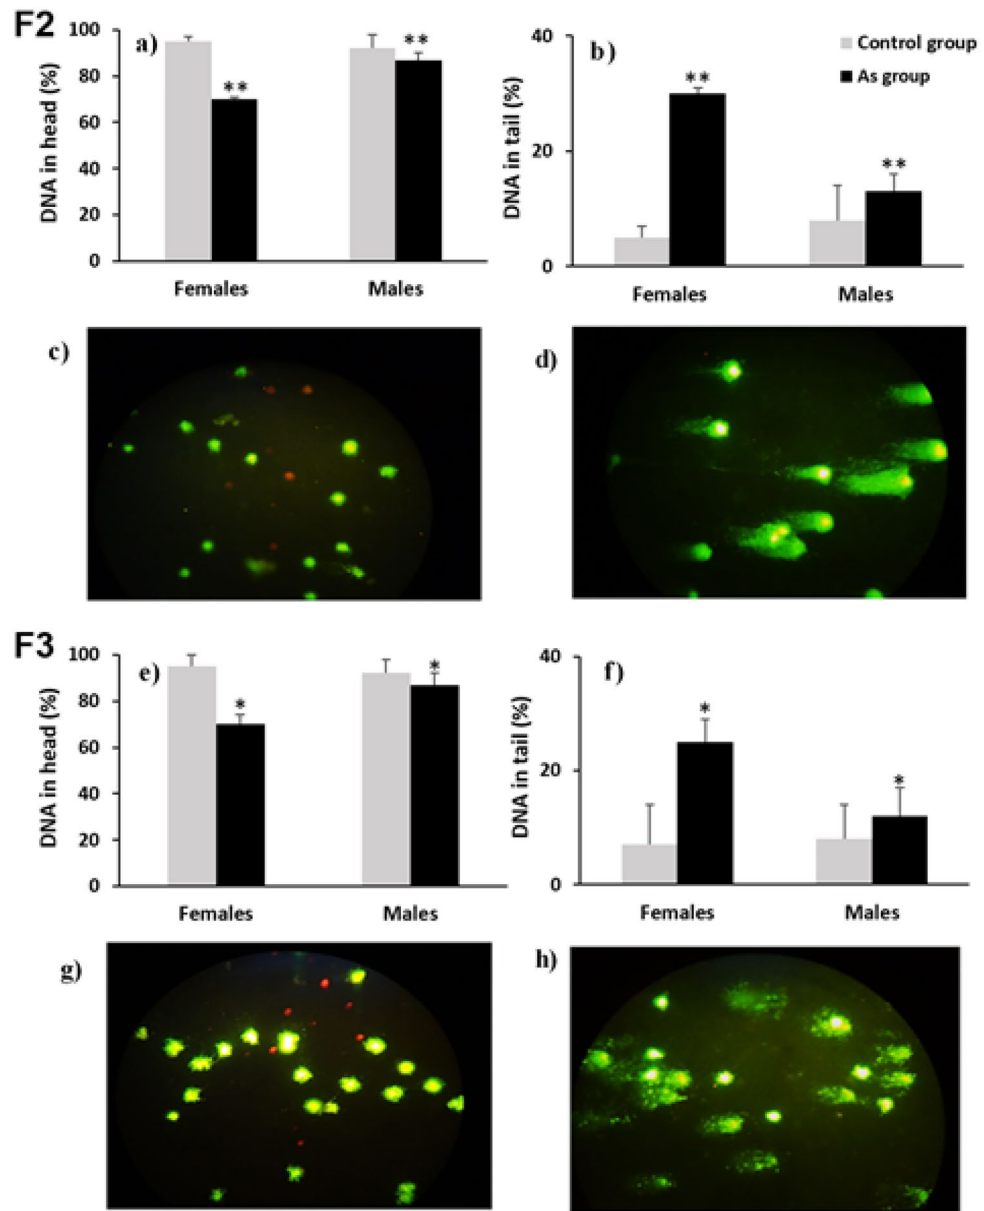 F2
a)
DNA in head (%)
100
80
60
40
20
0
**
**
Females
Males
b)
DNA in tail (%)
40
20
0
**
**
Control group
As group
Females
Males
c)
d)
F3
e)
DNA in head (%)
100
80
60
40
20
0
*
*
Females
Males
f)
DNA in tail (%)
40
20
0
*
*
Females
Males
g)
h)